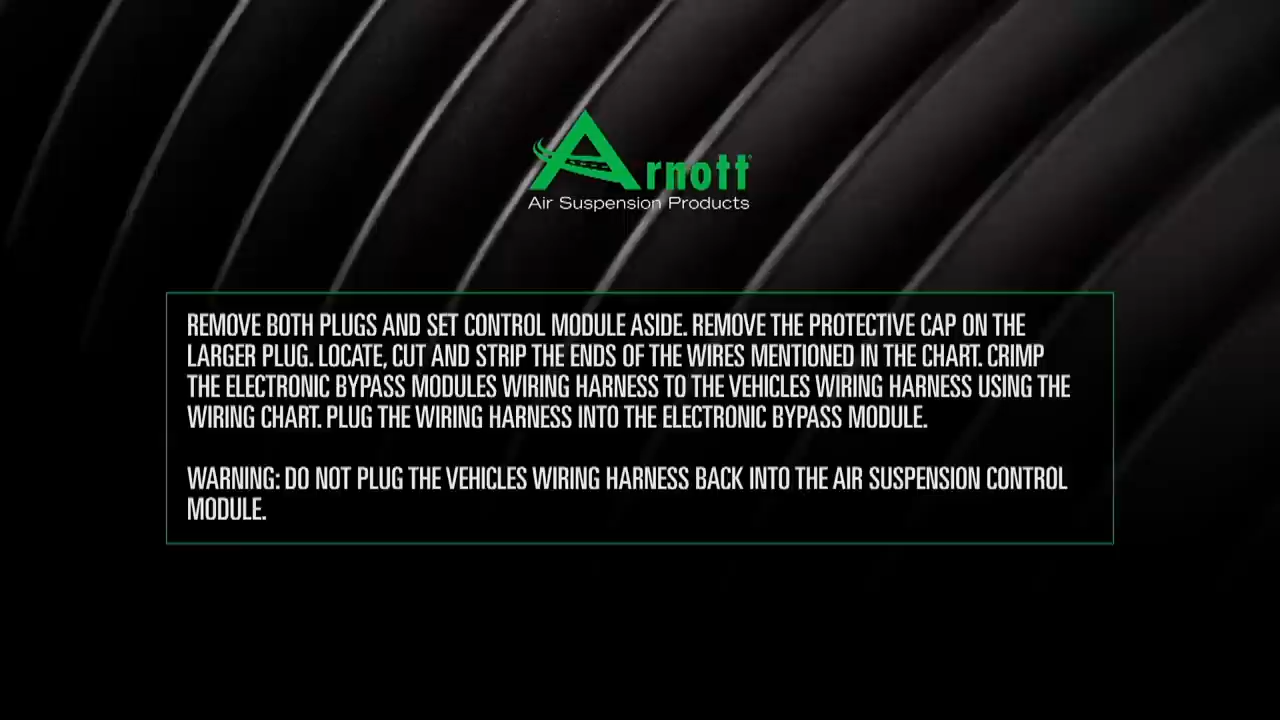 Arnott®
Air Suspension Products
REMOVE BOTH PLUGS AND SET CONTROL MODULE ASIDE. REMOVE THE PROTECTIVE CAP ON THE
LARGER PLUG. LOCATE, CUT AND STRIP THE ENDS OF THE WIRES MENTIONED IN THE CHART. CRIMP
THE ELECTRONIC BYPASS MODULES WIRING HARNESS TO THE VEHICLES WIRING HARNESS USING THE
WIRING CHART. PLUG THE WIRING HARNESS INTO THE ELECTRONIC BYPASS MODULE.
WARNING: DO NOT PLUG THE VEHICLES WIRING HARNESS BACK INTO THE AIR SUSPENSION CONTROL
MODULE.